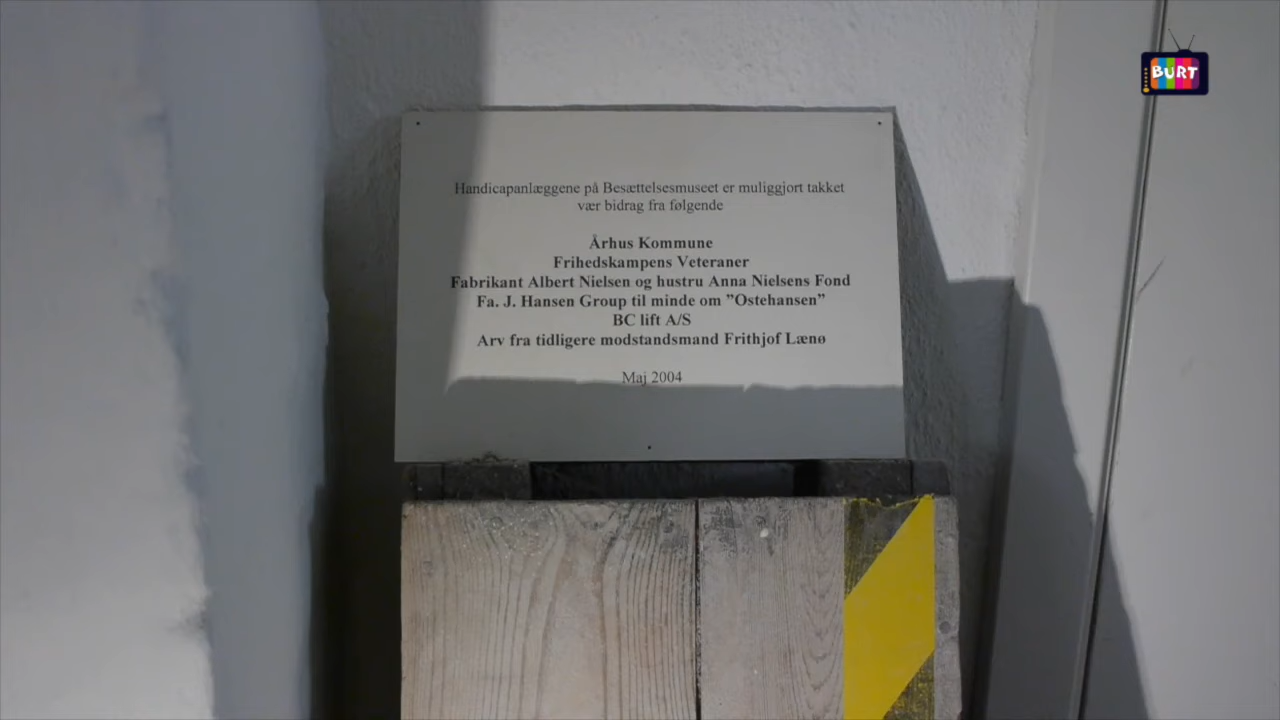 BURT
Handicapanlæggene på Besættelsesmuseet er muliggjort takket
vær bidrag fra følgende
Århus Kommune
Frihedskampens Veteraner
Fabrikant Albert Nielsen og hustru Anna Nielsens Fond
Fa. J. Hansen Group til minde om ”Ostehansen”
BC lift A/S
Arv fra tidligere modstandsmand Frithjof Lænø
Maj 2004